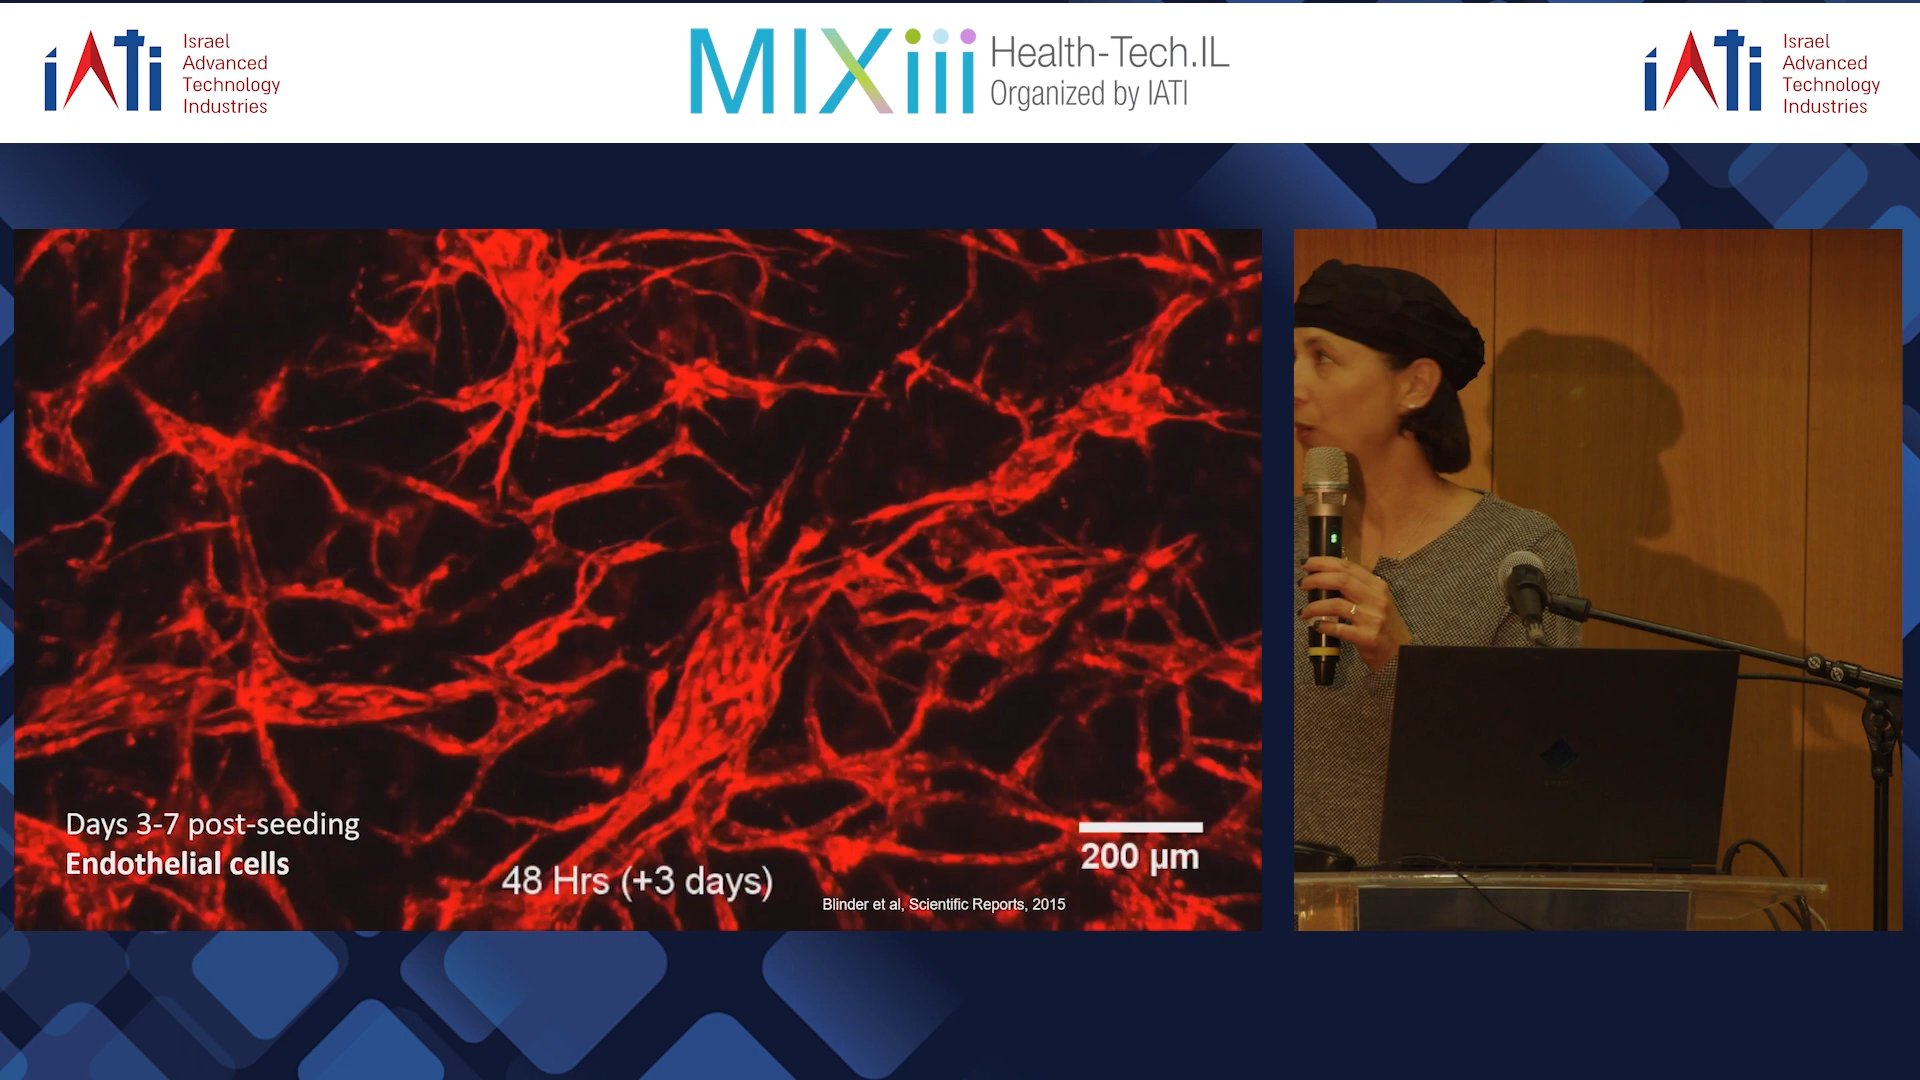 iATi
Israel
Advanced
Technology
Industries
MIXiii
Health-Tech.IL
Organized by IATI
iATi
Israel
Advanced
Technology
Industries
Days 3-7 post-seeding
Endothelial cells
48 Hrs (+3 days)
Blinder et al, Scientific Reports, 2015
200 µm